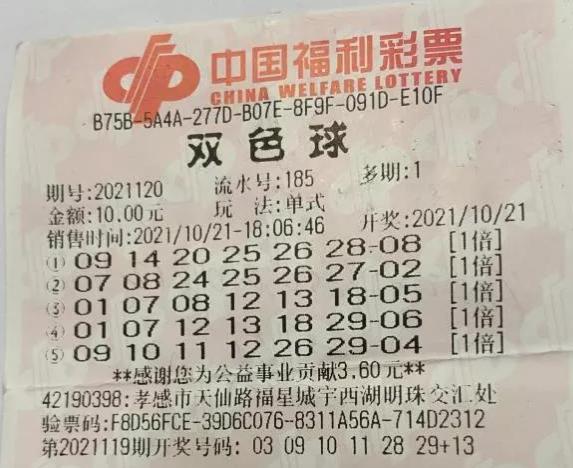 中国福利彩票
CHINA WELFARE LOTTERY
B75B-5A4A-277D-B07E-8F9F-091D-E10F
双色球
期号:2021120 流水号:185 多期:1
金额:10.00元 玩 法:单式 开奖:2021/10/21
销售时间:2021/10/21-18:06:46
① 09 14 20 25 26 28-08 [1倍]
② 07 08 24 25 26 27-02 [1倍]
③ 01 07 08 12 13 18-05 [1倍]
④ 01 07 12 13 18 29-06 [1倍]
⑤ 09 10 11 12 26 29-04 [1倍]
**感谢您为公益事业贡献3.60元**
42190398:孝感市天仙路福星城宇西湖明珠交汇处
验票码:F8D56FCE-39D6C076-8311A56A-714D2312
第2021119期开奖号码: 03 09 10 11 28 29+13